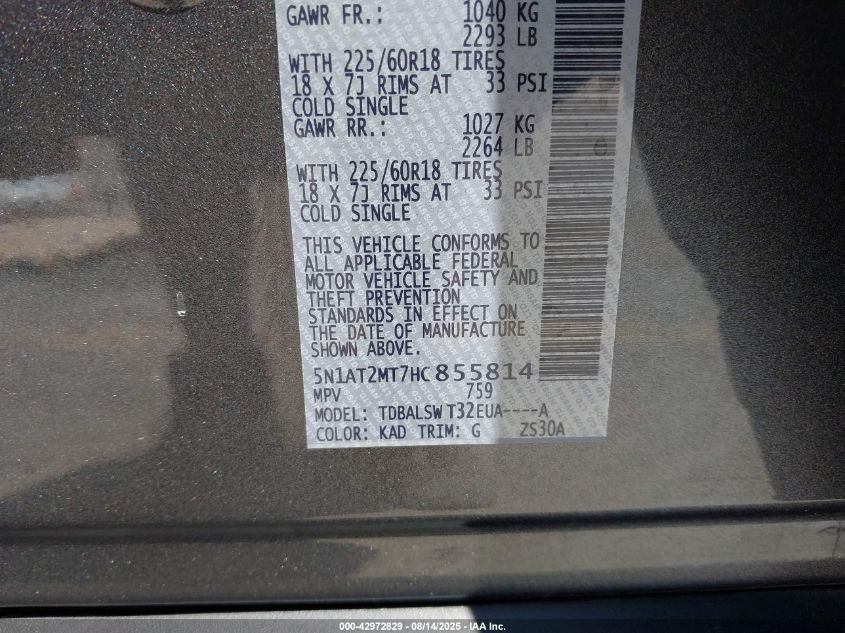 GAWR FR.: 1040 KG
2293 LB
WITH 225/60R18 TIRES
18 X 7J RIMS AT 33 PSI
COLD SINGLE
GAWR RR.: 1027 KG
2264 LB
WITH 225/60R18 TIRES
18 X 7J RIMS AT 33 PSI
COLD SINGLE
THIS VEHICLE CONFORMS TO
ALL APPLICABLE FEDERAL
MOTOR VEHICLE SAFETY AND
THEFT PREVENTION
STANDARDS IN EFFECT ON
THE DATE OF MANUFACTURE
SHOWN ABOVE.
5N1AT2MT7HC855814
MPV 759
MODEL: TDBALSW T32EUA----A
COLOR: KAD TRIM: G ZS30A
000-42972829 - 08/14/2025 - IAA Inc.